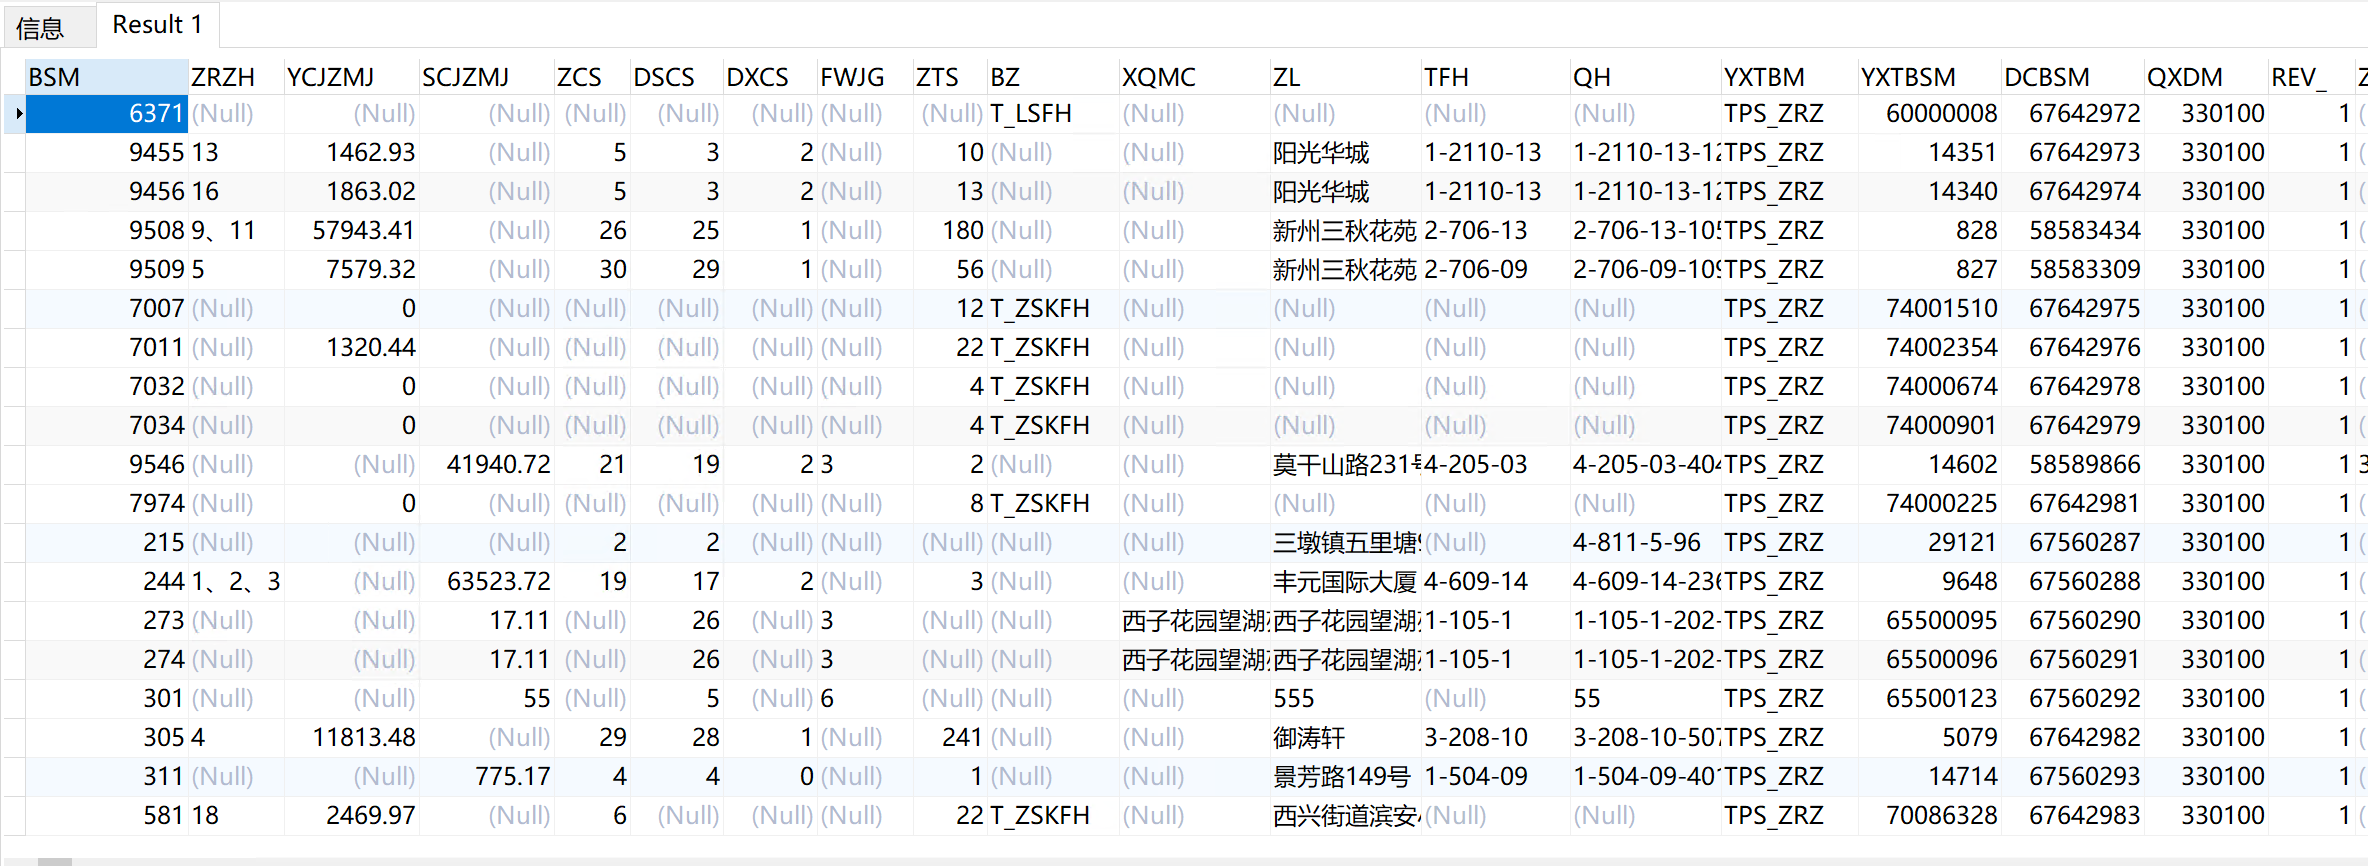 信息 Result 1
BSM ZRZH YCJZMJ SCJZMJ ZCS DSCS DXCS FWJG ZTS BZ XQMC ZL TFH QH YXTBM YXTBSM DCBSM QXDM REV_
6371 (Null) (Null) (Null) (Null) (Null) (Null) (Null) (Null) T_LSFH (Null) (Null) (Null) (Null) TPS_ZRZ 60000008 67642972 330100 1 (
9455 13 1462.93 (Null) 5 3 2 (Null) 10 (Null) (Null) 阳光华城 1-2110-13 1-2110-13-12 TPS_ZRZ 14351 67642973 330100 1 (
9456 16 1863.02 (Null) 5 3 2 (Null) 13 (Null) (Null) 阳光华城 1-2110-13 1-2110-13-12 TPS_ZRZ 14340 67642974 330100 1 (
9508 9、11 57943.41 (Null) 26 25 1 (Null) 180 (Null) (Null) 新州三秋花苑 2-706-13 2-706-13-105 TPS_ZRZ 828 58583434 330100 1 (
9509 5 7579.32 (Null) 30 29 1 (Null) 56 (Null) (Null) 新州三秋花苑 2-706-09 2-706-09-109 TPS_ZRZ 827 58583309 330100 1 (
7007 (Null) 0 (Null) (Null) (Null) (Null) (Null) 12 T_ZSKFH (Null) (Null) (Null) (Null) TPS_ZRZ 74001510 67642975 330100 1 (
7011 (Null) 1320.44 (Null) (Null) (Null) (Null) (Null) 22 T_ZSKFH (Null) (Null) (Null) (Null) TPS_ZRZ 74002354 67642976 330100 1 (
7032 (Null) 0 (Null) (Null) (Null) (Null) (Null) 4 T_ZSKFH (Null) (Null) (Null) (Null) TPS_ZRZ 74000674 67642978 330100 1 (
7034 (Null) 0 (Null) (Null) (Null) (Null) (Null) 4 T_ZSKFH (Null) (Null) (Null) (Null) TPS_ZRZ 74000901 67642979 330100 1 (
9546 (Null) (Null) 41940.72 21 19 2 3 2 (Null) (Null) 莫干山路231号 4-205-03 4-205-03-404 TPS_ZRZ 14602 58589866 330100 1 3
7974 (Null) 0 (Null) (Null) (Null) (Null) (Null) 8 T_ZSKFH (Null) (Null) (Null) (Null) TPS_ZRZ 74000225 67642981 330100 1 (
215 (Null) (Null) (Null) 2 2 (Null) (Null) (Null) (Null) (Null) 三墩镇五里塘 (Null) 4-811-5-96 TPS_ZRZ 29121 67560287 330100 1 (
244 1、2、3 (Null) 63523.72 19 17 2 (Null) 3 (Null) (Null) 丰元国际大厦 4-609-14 4-609-14-236 TPS_ZRZ 9648 67560288 330100 1 (
273 (Null) (Null) 17.11 (Null) 26 (Null) 3 (Null) (Null) 西子花园望湖 西子花园望湖 1-105-1 1-105-1-202- TPS_ZRZ 65500095 67560290 330100 1 (
274 (Null) (Null) 17.11 (Null) 26 (Null) 3 (Null) (Null) 西子花园望湖 西子花园望湖 1-105-1 1-105-1-202- TPS_ZRZ 65500096 67560291 330100 1 (
301 (Null) (Null) 55 (Null) 5 (Null) 6 (Null) (Null) (Null) 555 (Null) 55 TPS_ZRZ 65500123 67560292 330100 1 (
305 4 11813.48 (Null) 29 28 1 (Null) 241 (Null) (Null) 御涛轩 3-208-10 3-208-10-507 TPS_ZRZ 5079 67642982 330100 1 (
311 (Null) (Null) 775.17 4 4 0 (Null) 1 (Null) (Null) 景芳路149号 1-504-09 1-504-09-401 TPS_ZRZ 14714 67560293 330100 1 (
581 18 2469.97 (Null) 6 (Null) (Null) (Null) 22 T_ZSKFH (Null) 西兴街道滨安 (Null) (Null) TPS_ZRZ 70086328 67642983 330100 1 (